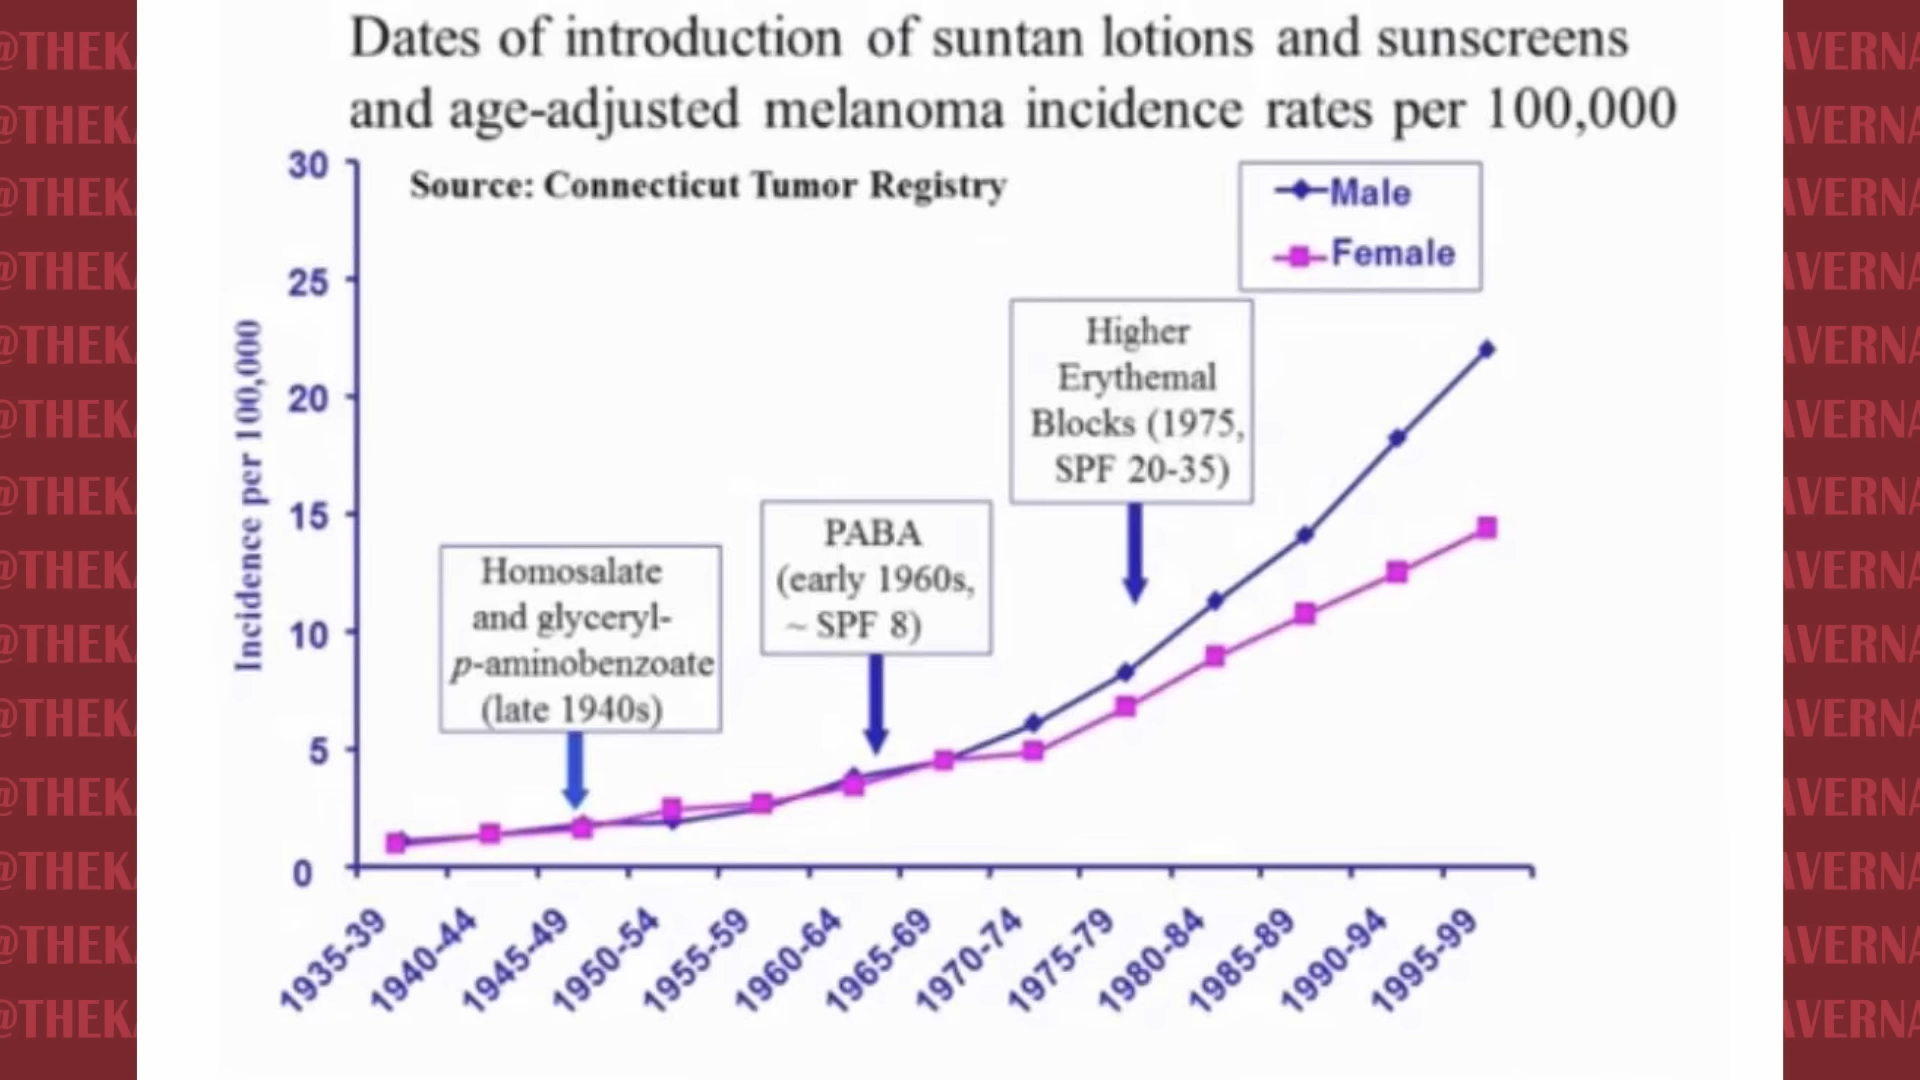 Dates of introduction of suntan lotions and sunscreens
and age-adjusted melanoma incidence rates per 100,000
Source: Connecticut Tumor Registry
Male
Female
Incidence per 100,000
30
25
20
15
10
5
0
Homosalate
and glyceryl-
p-aminobenzoate
(late 1940s)
PABA
(early 1960s,
~ SPF 8)
Higher
Erythemal
Blocks (1975,
SPF 20-35)
1935-39
1940-44
1945-49
1950-54
1955-59
1960-64
1965-69
1970-74
1975-79
1980-84
1985-89
1990-94
1995-99